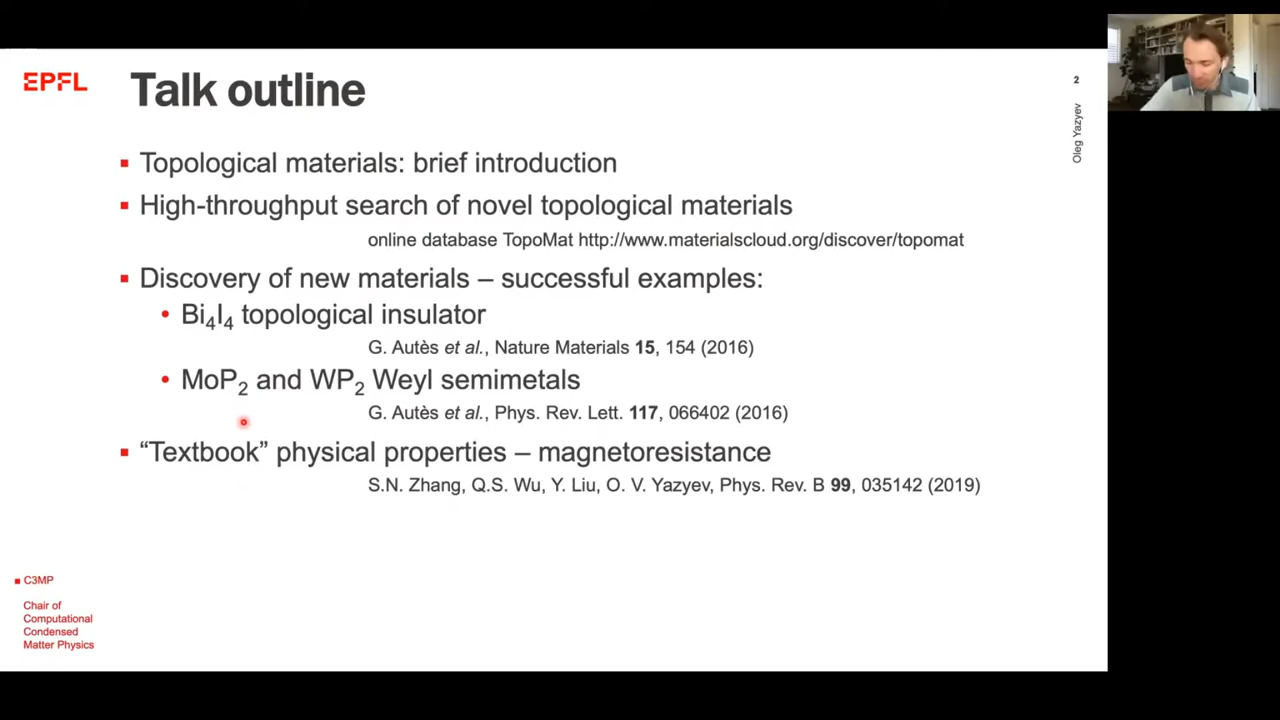 EPFL
Talk outline
2
Oleg Yazyev
▪ Topological materials: brief introduction
▪ High-throughput search of novel topological materials
online database TopoMat http://www.materialscloud.org/discover/topomat
▪ Discovery of new materials – successful examples:
• Bi₄I₄ topological insulator
G. Autès et al., Nature Materials 15, 154 (2016)
• MoP₂ and WP₂ Weyl semimetals
G. Autès et al., Phys. Rev. Lett. 117, 066402 (2016)
▪ “Textbook” physical properties – magnetoresistance
S.N. Zhang, Q.S. Wu, Y. Liu, O. V. Yazyev, Phys. Rev. B 99, 035142 (2019)
▪ C3MP
Chair of
Computational
Condensed
Matter Physics